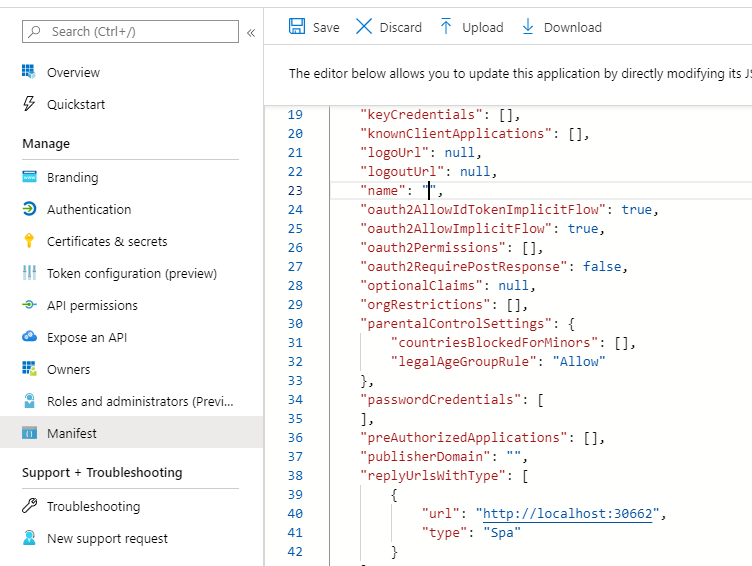 Search (Ctrl+/)
«
Overview
Quickstart
Manage
Branding
Authentication
Certificates & secrets
Token configuration (preview)
API permissions
Expose an API
Owners
Roles and administrators (Previ...
Manifest
Support + Troubleshooting
Troubleshooting
New support request
Save Discard Upload Download
The editor below allows you to update this application by directly modifying its JS
19 "keyCredentials": [],
20 "knownClientApplications": [],
21 "logoUrl": null,
22 "logoutUrl": null,
23 "name": "",
24 "oauth2AllowIdTokenImplicitFlow": true,
25 "oauth2AllowImplicitFlow": true,
26 "oauth2Permissions": [],
27 "oauth2RequirePostResponse": false,
28 "optionalClaims": null,
29 "orgRestrictions": [],
30 "parentalControlSettings": {
31 "countriesBlockedForMinors": [],
32 "legalAgeGroupRule": "Allow"
33 },
34 "passwordCredentials": [
35 ],
36 "preAuthorizedApplications": [],
37 "publisherDomain": "",
38 "replyUrlsWithType": [
39 {
40 "url": "http://localhost:30662",
41 "type": "Spa"
42 }